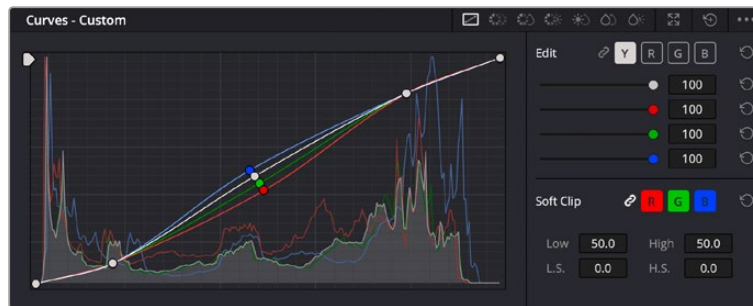 Curves - Custom
Edit Y R G B
100
100
100
100
Soft Clip R G B
Low 50.0 High 50.0
L.S. 0.0 H.S. 0.0